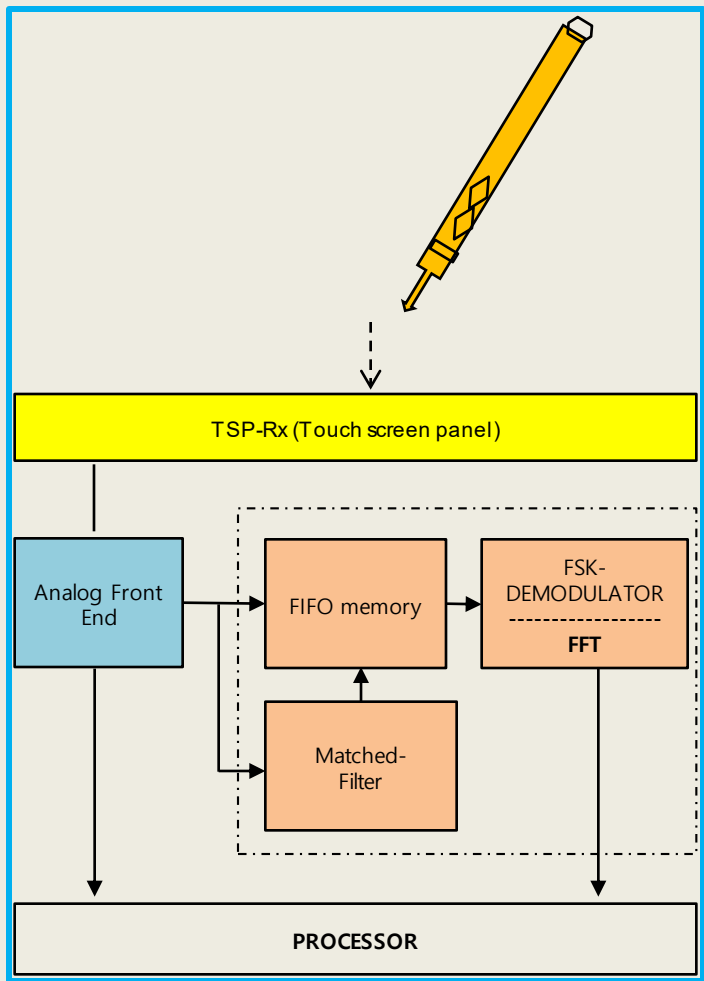 TSP-Rx (Touch screen panel)
Analog Front
End
FIFO memory
FSK-
DEMODULATOR
FFT
Matched-
Filter
PROCESSOR